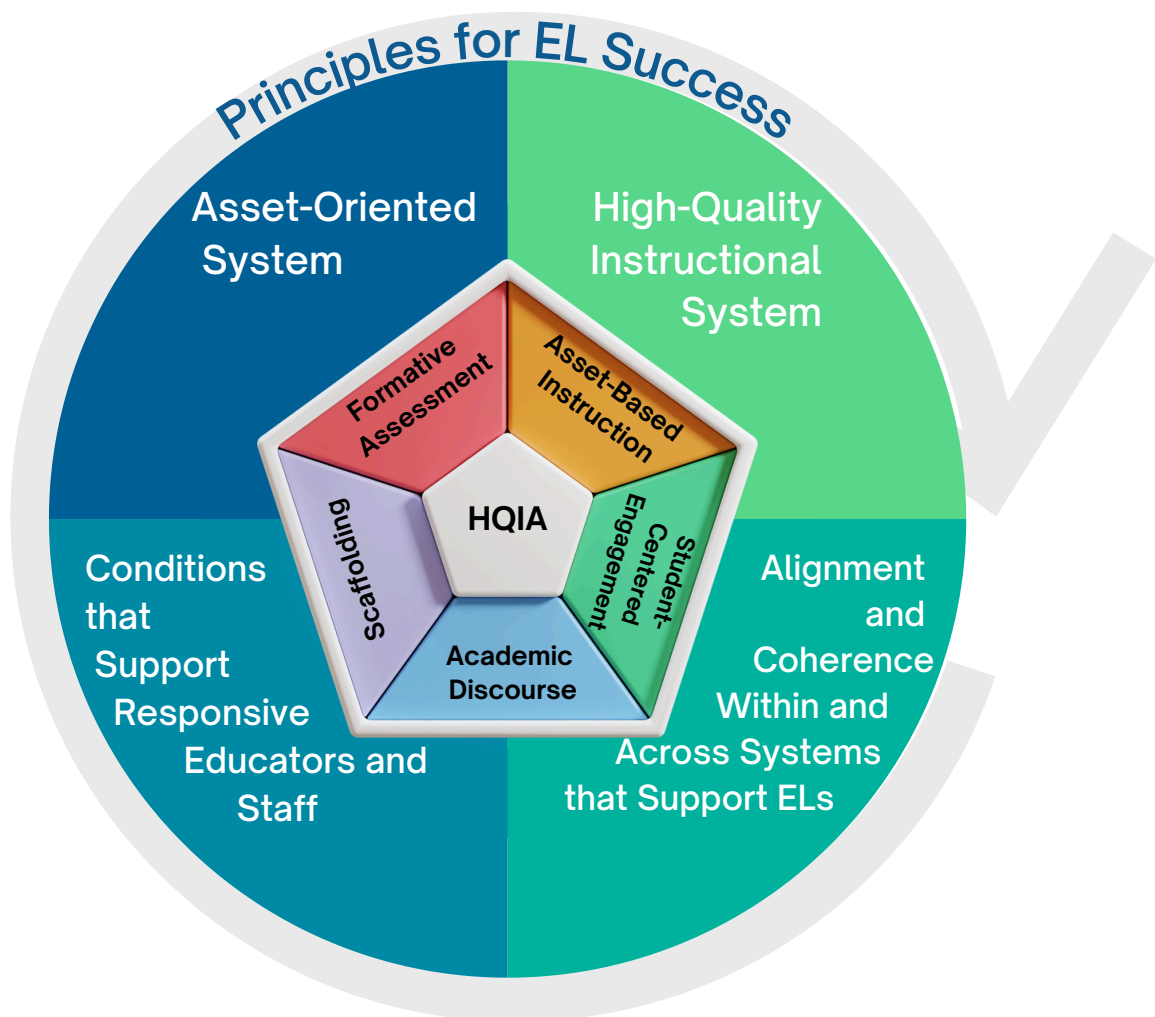 Principles for EL Success
Asset-Oriented
System
High-Quality
Instructional
System
Formative
Assessment
Asset-Based
Instruction
Scaffolding
HQIA
Student-
Centered
Engagement
Academic
Discourse
Conditions
that
Support
Responsive
Educators and
Staff
Alignment
and
Coherence
Within and
Across Systems
that Support ELs